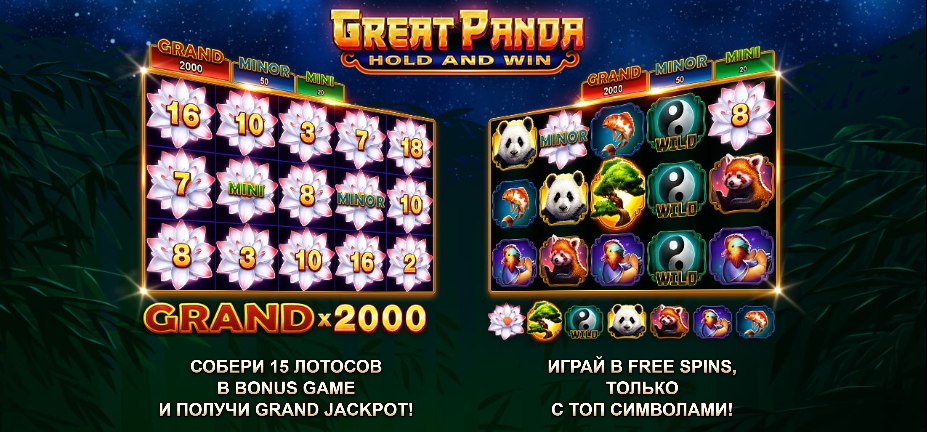 GREAT PANDA
HOLD AND WIN
GRAND
2000
MINOR
50
MINI
20
16
10
3
7
18
7
MINI
8
MINOR
10
8
3
10
16
2
GRAND x2000
СОБЕРИ 15 ЛОТОСОВ
В BONUS GAME
И ПОЛУЧИ GRAND JACKPOT!
GRAND
2000
MINOR
50
MINI
20
MINOR
WILD
8
WILD
WILD
WILD
ИГРАЙ В FREE SPINS,
ТОЛЬКО
С ТОП СИМВОЛАМИ!